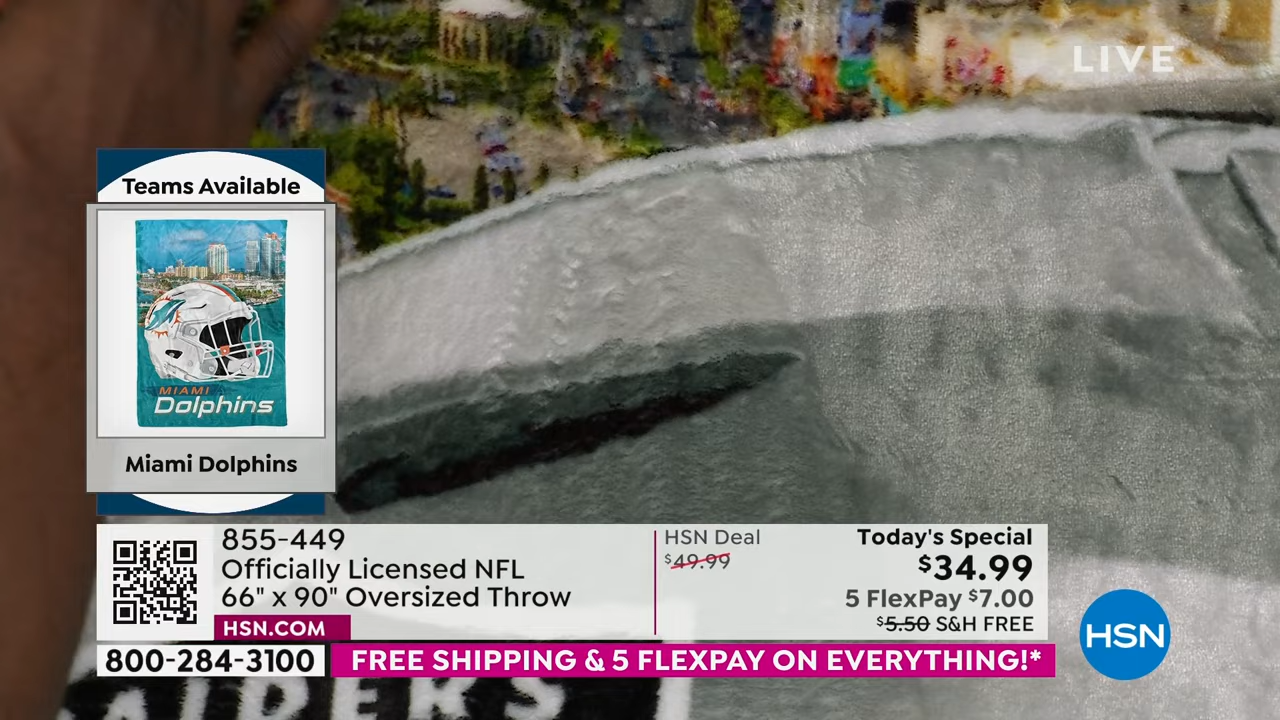 LIVE
Teams Available
MIAMI
Dolphins
Miami Dolphins
855-449
Officially Licensed NFL
66" x 90" Oversized Throw
HSN.COM
HSN Deal
$49.99
Today's Special
$34.99
5 FlexPay $7.00
$5.50 S&H FREE
HSN
800-284-3100
FREE SHIPPING & 5 FLEXPAY ON EVERYTHING!*
AIDERS